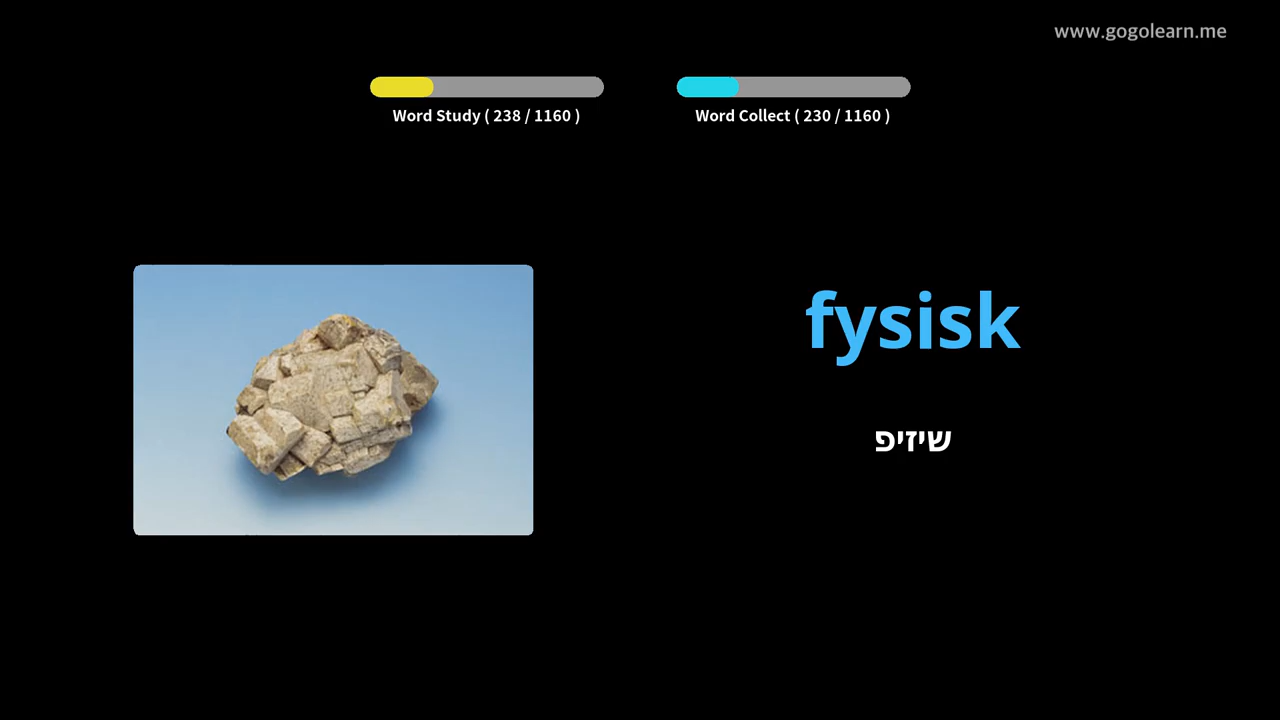 www.gogolearn.me
Word Study ( 238 / 1160 )
Word Collect ( 230 / 1160 )
fysisk
שיזיפ